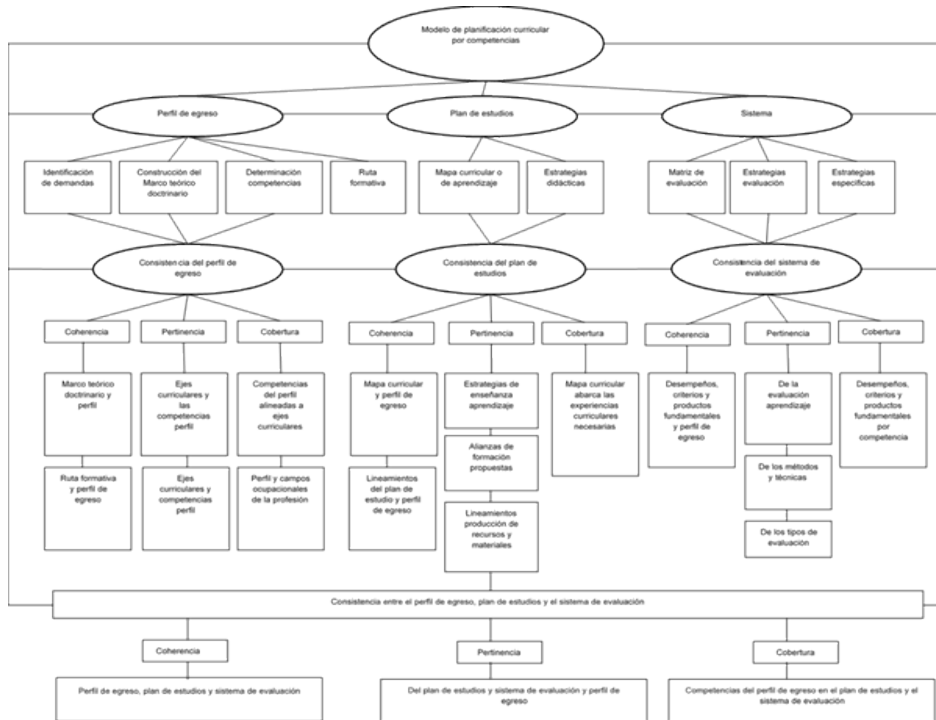 Modelo de planificación curricular
por competencias
Perfil de egreso
Plan de estudios
Sistema
Identificación
de demandas
Construcción del
Marco teórico
doctrinario
Determinación
competencias
Ruta
formativa
Mapa curricular o
de aprendizaje
Estrategias
didácticas
Matriz de
evaluación
Estrategias
evaluación
Estrategias
específicas
Consistencia del perfil de
egreso
Consistencia del plan de
estudios
Consistencia del sistema de
evaluación
Coherencia
Pertinencia
Cobertura
Coherencia
Pertinencia
Cobertura
Coherencia
Pertinencia
Cobertura
Marco teórico
doctrinario y
perfil
Ejes
curriculares y
las
competencias
perfil
Competencias
del perfil
alineadas a
ejes
curriculares
Mapa curricular
y perfil de
egreso
Estrategias de
enseñanza
aprendizaje
Mapa curricular
abarca las
experiencias
curriculares
necesarias
Desempeños,
criterios y
productos
fundamentales
y perfil de
egreso
De la
evaluación
aprendizaje
Desempeños,
criterios y
productos
fundamentales
por
competencia
Ruta formativa
y perfil de
egreso
Ejes
curriculares y
competencias
perfil
Perfil y campos
ocupacionales
de la profesión
Lineamientos
del plan de
estudio y perfil
de egreso
Alianzas de
formación
propuestas
De los métodos
y técnicas
Lineamientos
producción de
recursos y
materiales
De los tipos de
evaluación
Consistencia entre el perfil de egreso, plan de estudios y el sistema de evaluación
Coherencia
Pertinencia
Cobertura
Perfil de egreso, plan de estudios y sistema de evaluación
Del plan de estudios y sistema de evaluación y perfil de
egreso
Competencias del perfil de egreso en el plan de estudios y el
sistema de evaluación